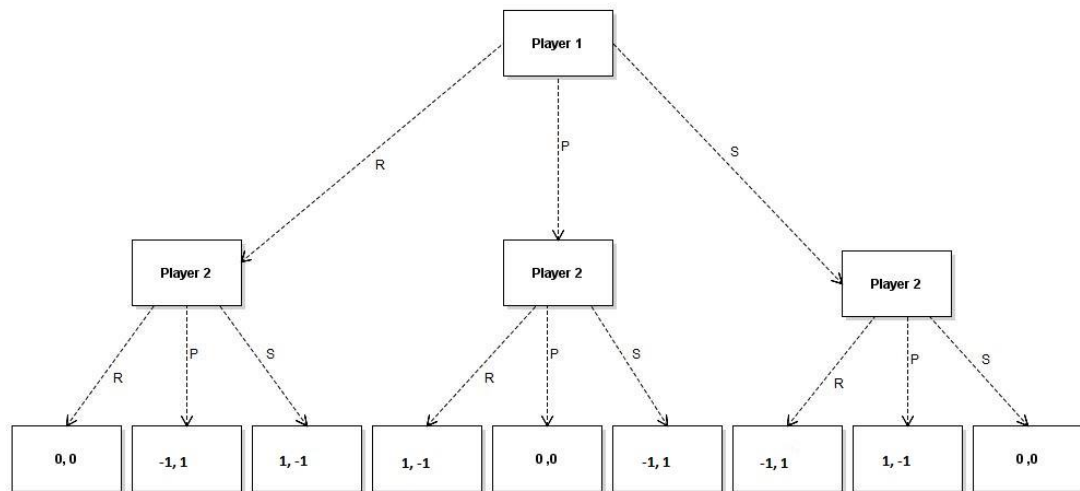 Player 1
R
P
S
Player 2
Player 2
Player 2
R
P
S
R
P
S
R
P
S
0, 0
-1, 1
1, -1
1, -1
0 ,0
-1, 1
-1, 1
1, -1
0 ,0